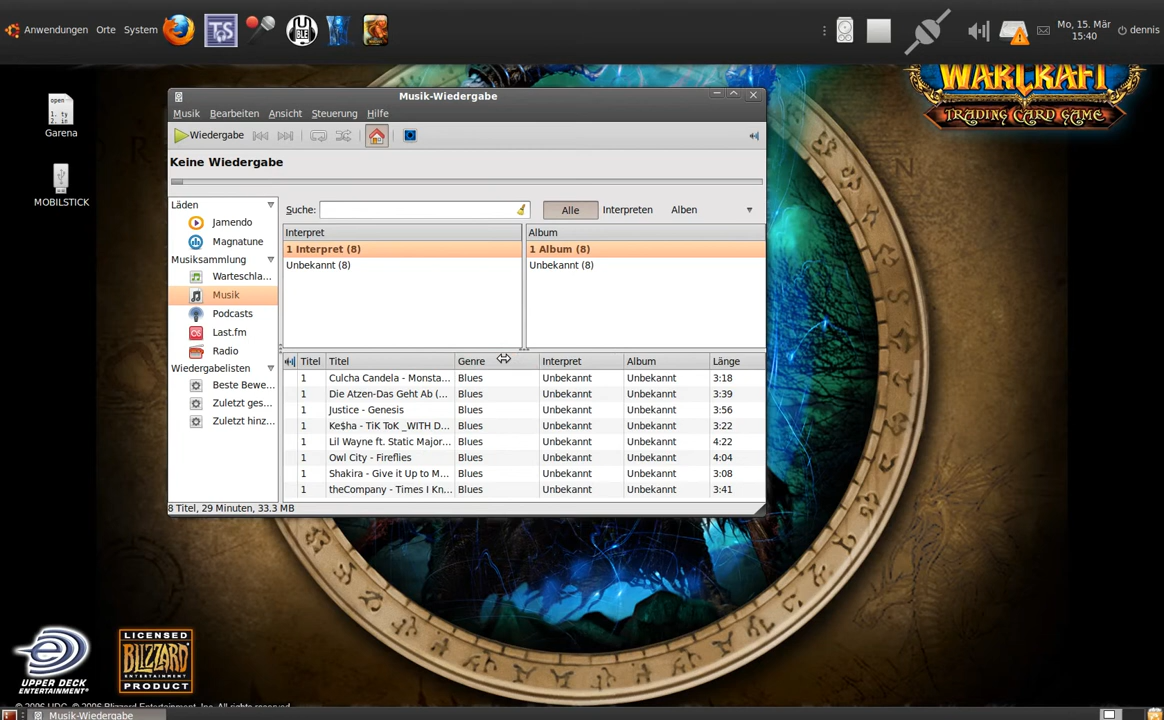 Anwendungen Orte System
Mo, 15. Mär
15:40
dennis
WARCRAFT
TRADING CARD GAME
Garena
MOBILSTICK
Musik-Wiedergabe
Musik Bearbeiten Ansicht Steuerung Hilfe
Wiedergabe
Keine Wiedergabe
Läden
Jamendo
Magnatune
Musiksammlung
Warteschla...
Musik
Podcasts
Last.fm
Radio
Wiedergabelisten
Beste Bewe...
Zuletzt ges...
Zuletzt hinz...
Suche: Alle Interpreten Alben
Interpret Album
1 Interpret (8) 1 Album (8)
Unbekannt (8) Unbekannt (8)
Titel Titel Genre Interpret Album Länge
1 Culcha Candela - Monsta... Blues Unbekannt Unbekannt 3:18
1 Die Atzen-Das Geht Ab (... Blues Unbekannt Unbekannt 3:39
1 Justice - Genesis Blues Unbekannt Unbekannt 3:56
1 Ke$ha - TiK ToK _WITH D... Blues Unbekannt Unbekannt 3:22
1 Lil Wayne ft. Static Major... Blues Unbekannt Unbekannt 4:22
1 Owl City - Fireflies Blues Unbekannt Unbekannt 4:04
1 Shakira - Give it Up to M... Blues Unbekannt Unbekannt 3:08
1 theCompany - Times I Kn... Blues Unbekannt Unbekannt 3:41
8 Titel, 29 Minuten, 33.3 MB
UPPER DECK
ENTERTAINMENT
LICENSED
BLIZZARD
ENTERTAINMENT
PRODUCT
Musik-Wiedergabe